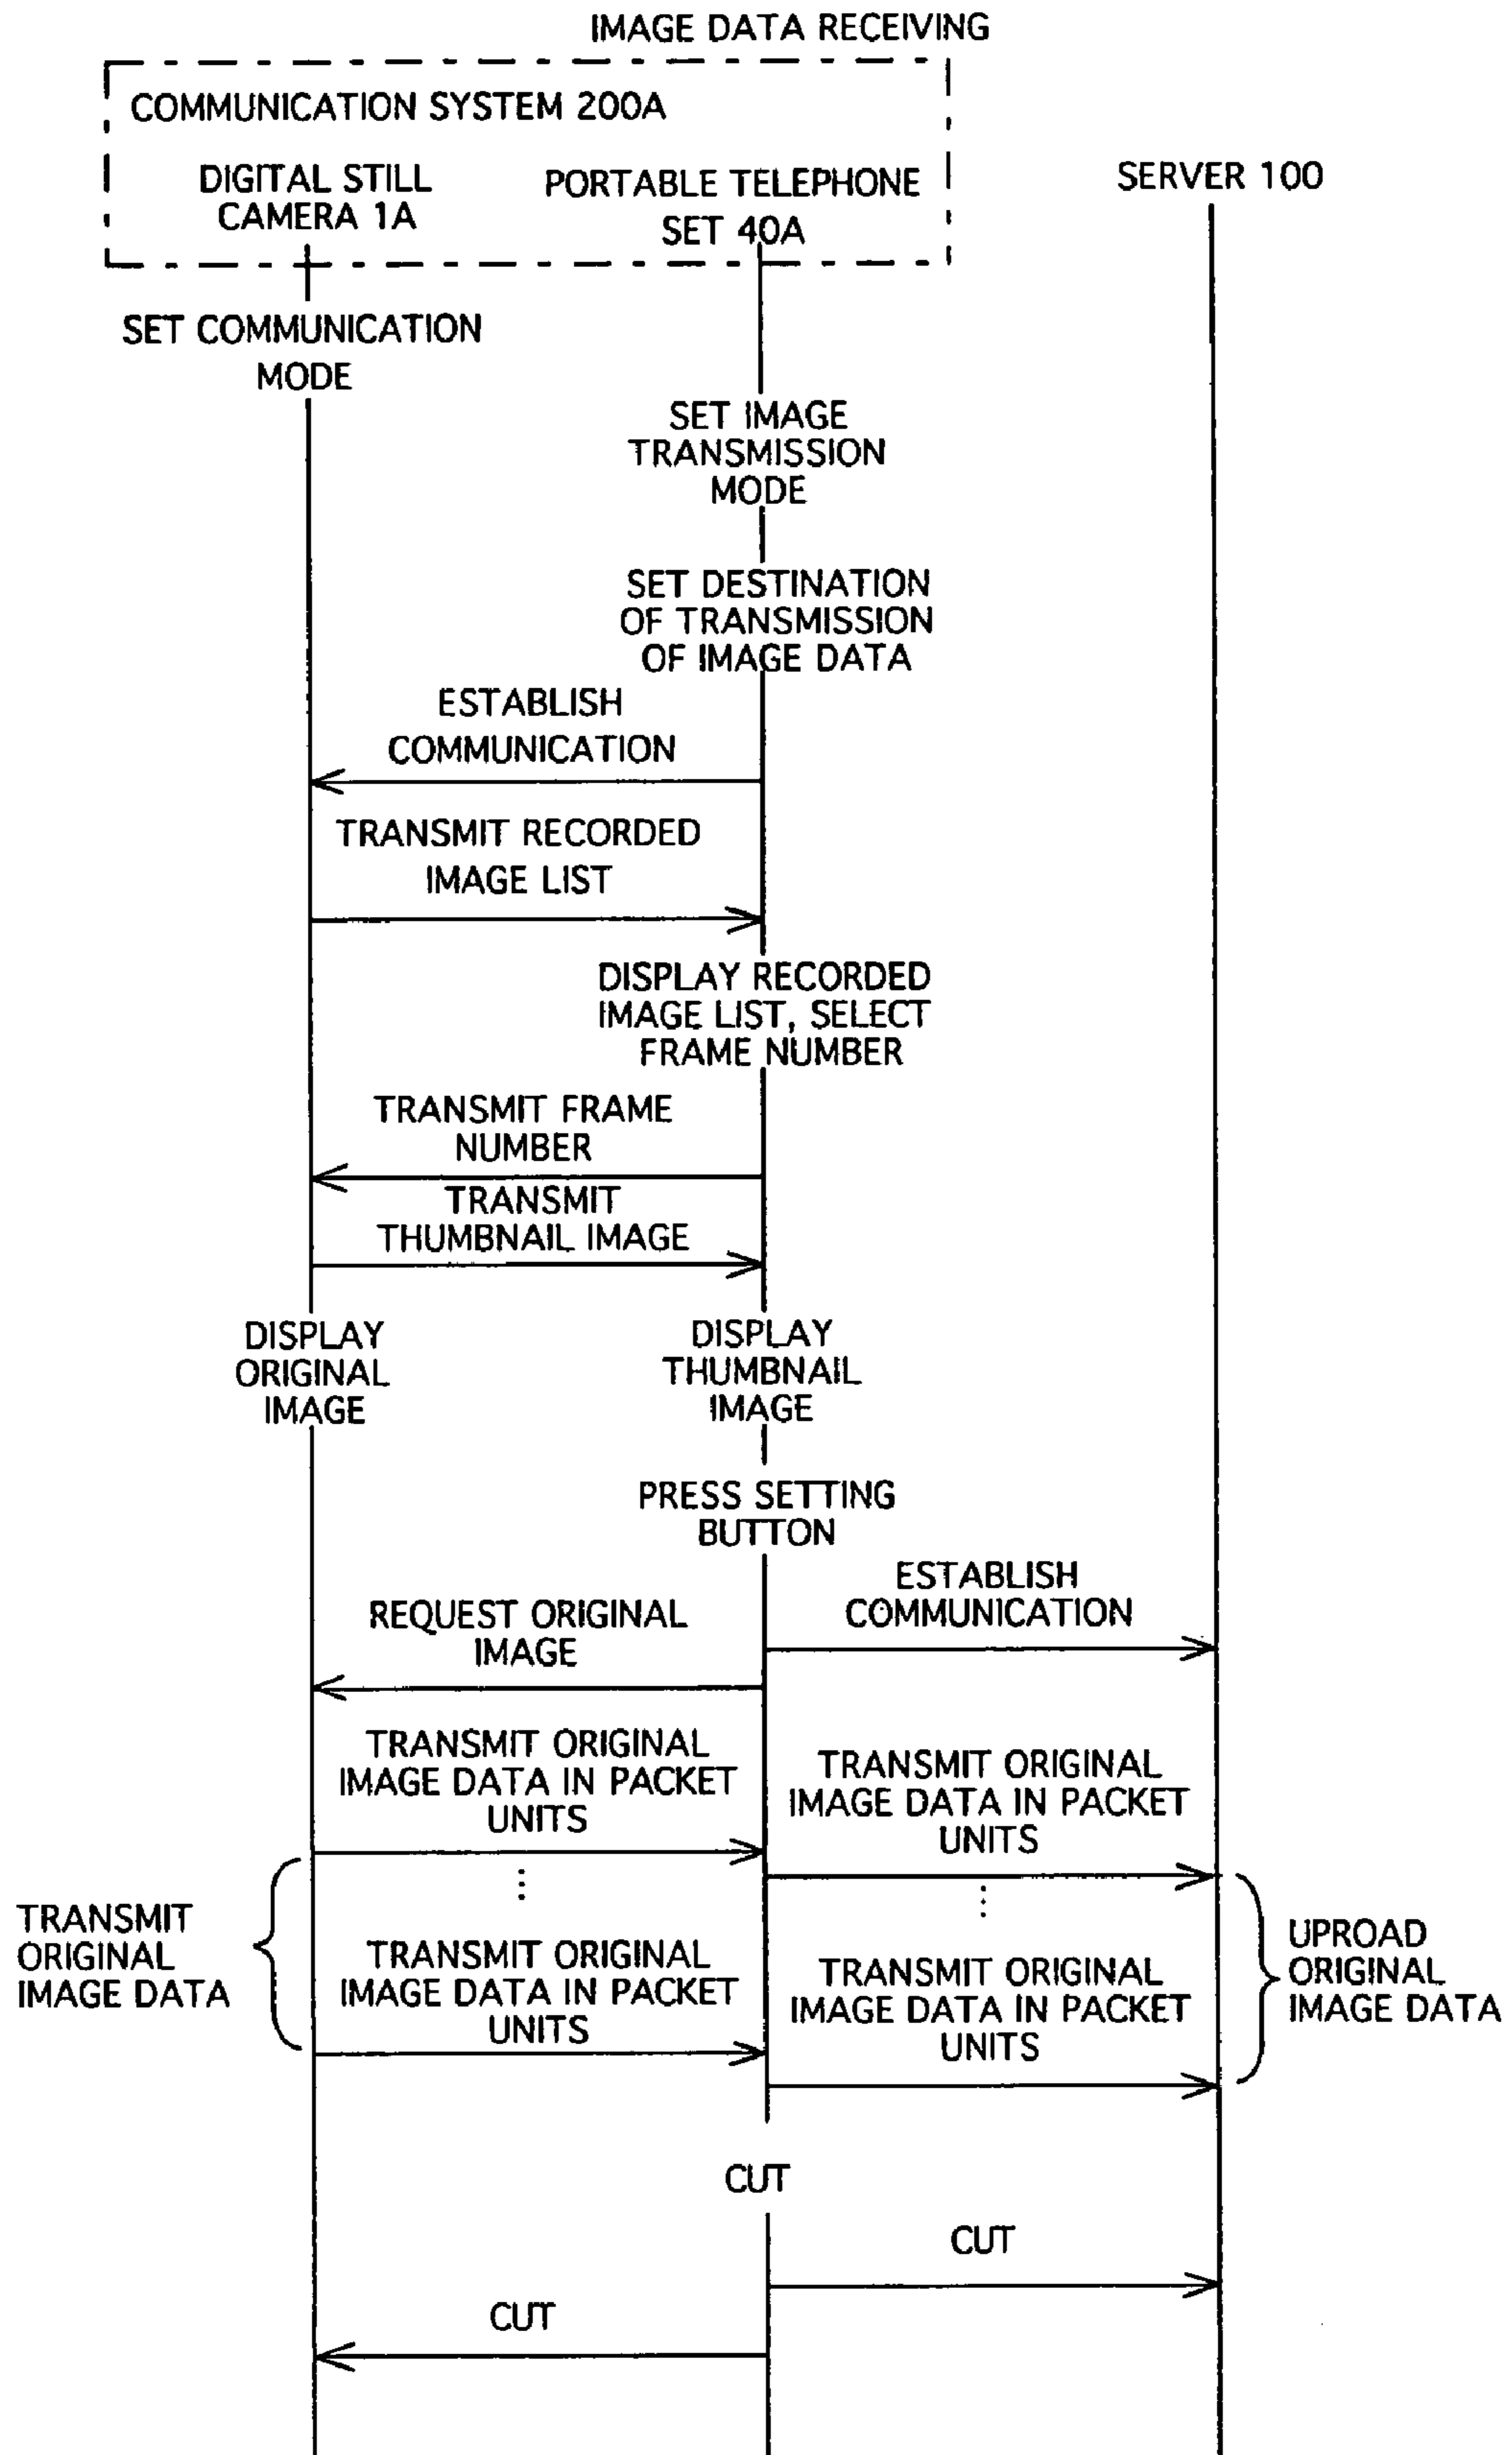 IMAGE DATA RECEIVING
COMMUNICATION SYSTEM 200A
DIGITAL STILL
CAMERA 1A
PORTABLE TELEPHONE
SET 40A
SERVER 100
SET COMMUNICATION
MODE
SET IMAGE
TRANSMISSION
MODE
SET DESTINATION
OF TRANSMISSION
OF IMAGE DATA
ESTABLISH
COMMUNICATION
TRANSMIT RECORDED
IMAGE LIST
DISPLAY RECORDED
IMAGE LIST, SELECT
FRAME NUMBER
TRANSMIT FRAME
NUMBER
TRANSMIT
THUMBNAIL IMAGE
DISPLAY
ORIGINAL
IMAGE
DISPLAY
THUMBNAIL
IMAGE
PRESS SETTING
BUTTON
ESTABLISH
COMMUNICATION
REQUEST ORIGINAL
IMAGE
TRANSMIT ORIGINAL
IMAGE DATA IN PACKET
UNITS
TRANSMIT ORIGINAL
IMAGE DATA IN PACKET
UNITS
TRANSMIT
ORIGINAL
IMAGE DATA
TRANSMIT ORIGINAL
IMAGE DATA IN PACKET
UNITS
TRANSMIT ORIGINAL
IMAGE DATA IN PACKET
UNITS
UPROAD
ORIGINAL
IMAGE DATA
CUT
CUT
CUT